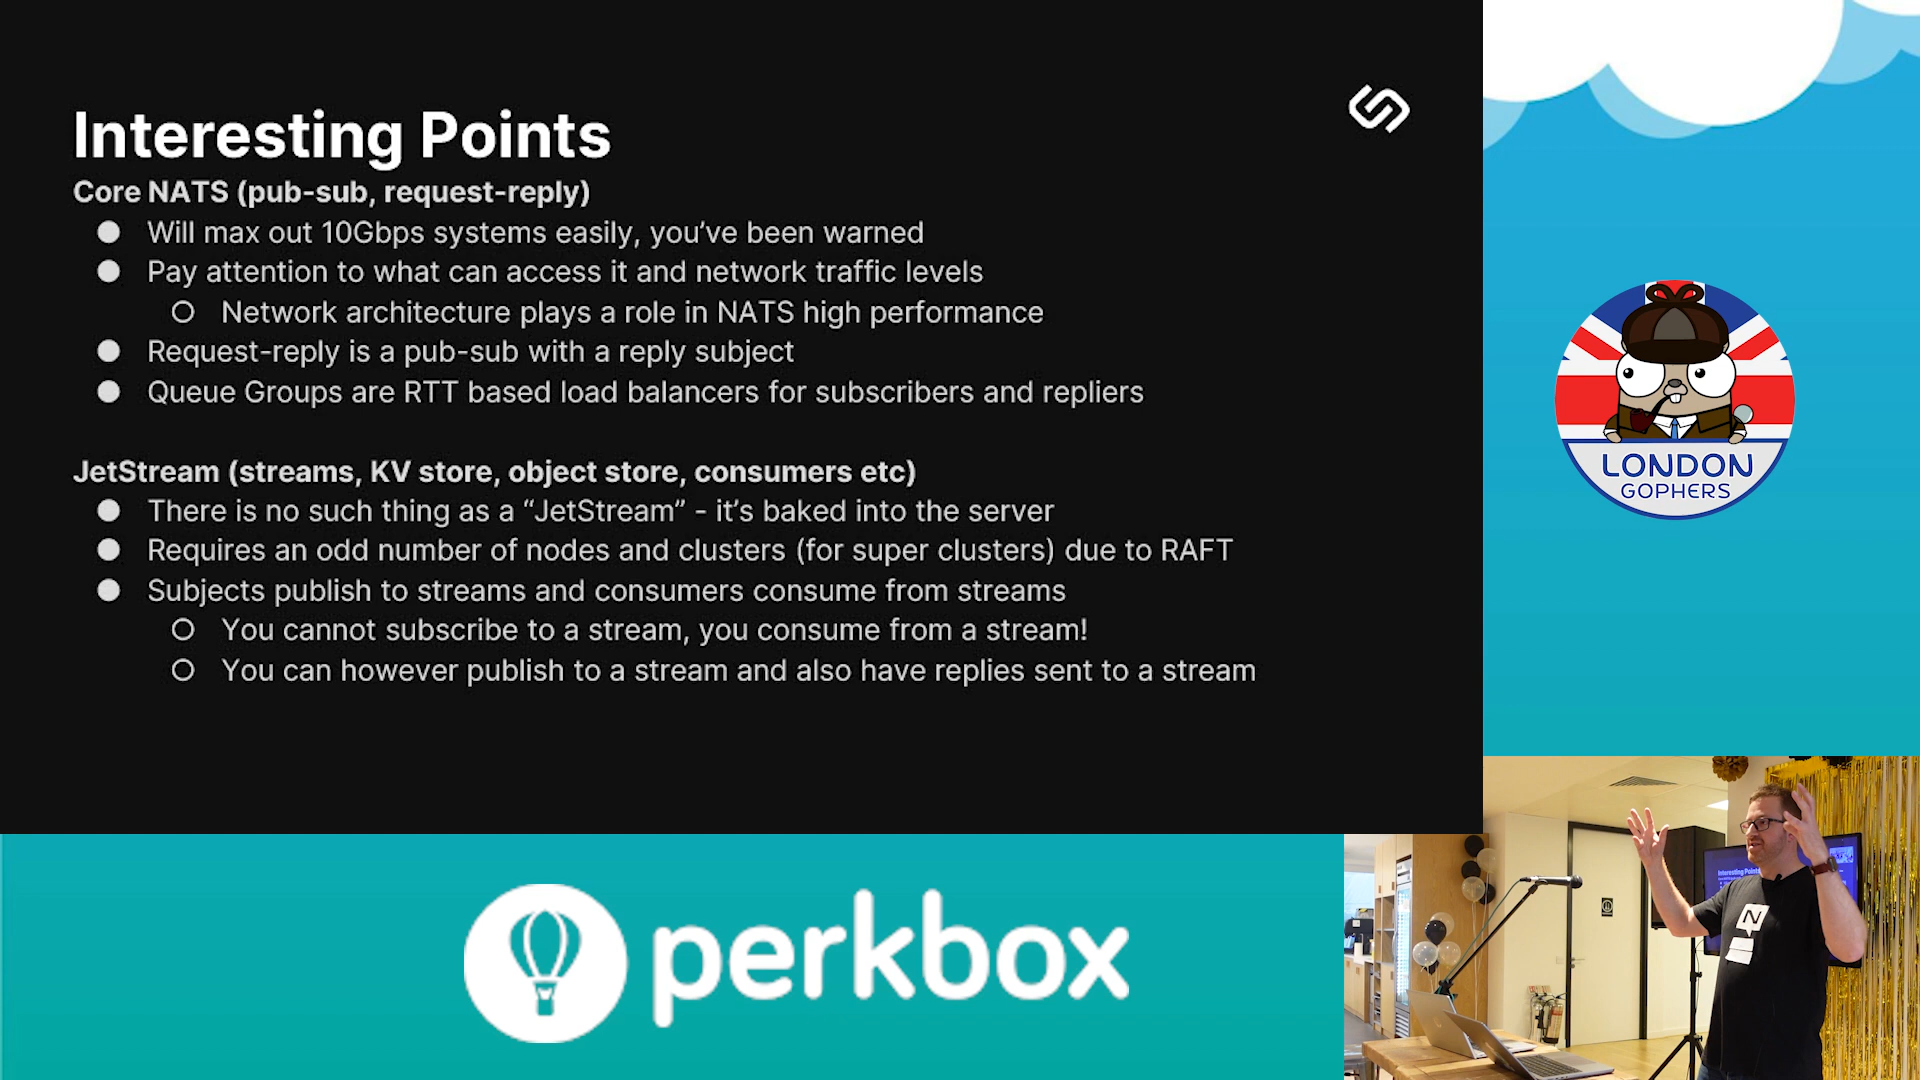 Interesting Points
Core NATS (pub-sub, request-reply)
Will max out 10Gbps systems easily, you’ve been warned
Pay attention to what can access it and network traffic levels
Network architecture plays a role in NATS high performance
Request-reply is a pub-sub with a reply subject
Queue Groups are RTT based load balancers for subscribers and repliers
JetStream (streams, KV store, object store, consumers etc)
There is no such thing as a “JetStream” - it’s baked into the server
Requires an odd number of nodes and clusters (for super clusters) due to RAFT
Subjects publish to streams and consumers consume from streams
You cannot subscribe to a stream, you consume from a stream!
You can however publish to a stream and also have replies sent to a stream
LONDON
GOPHERS
perkbox
Interesting Points
N